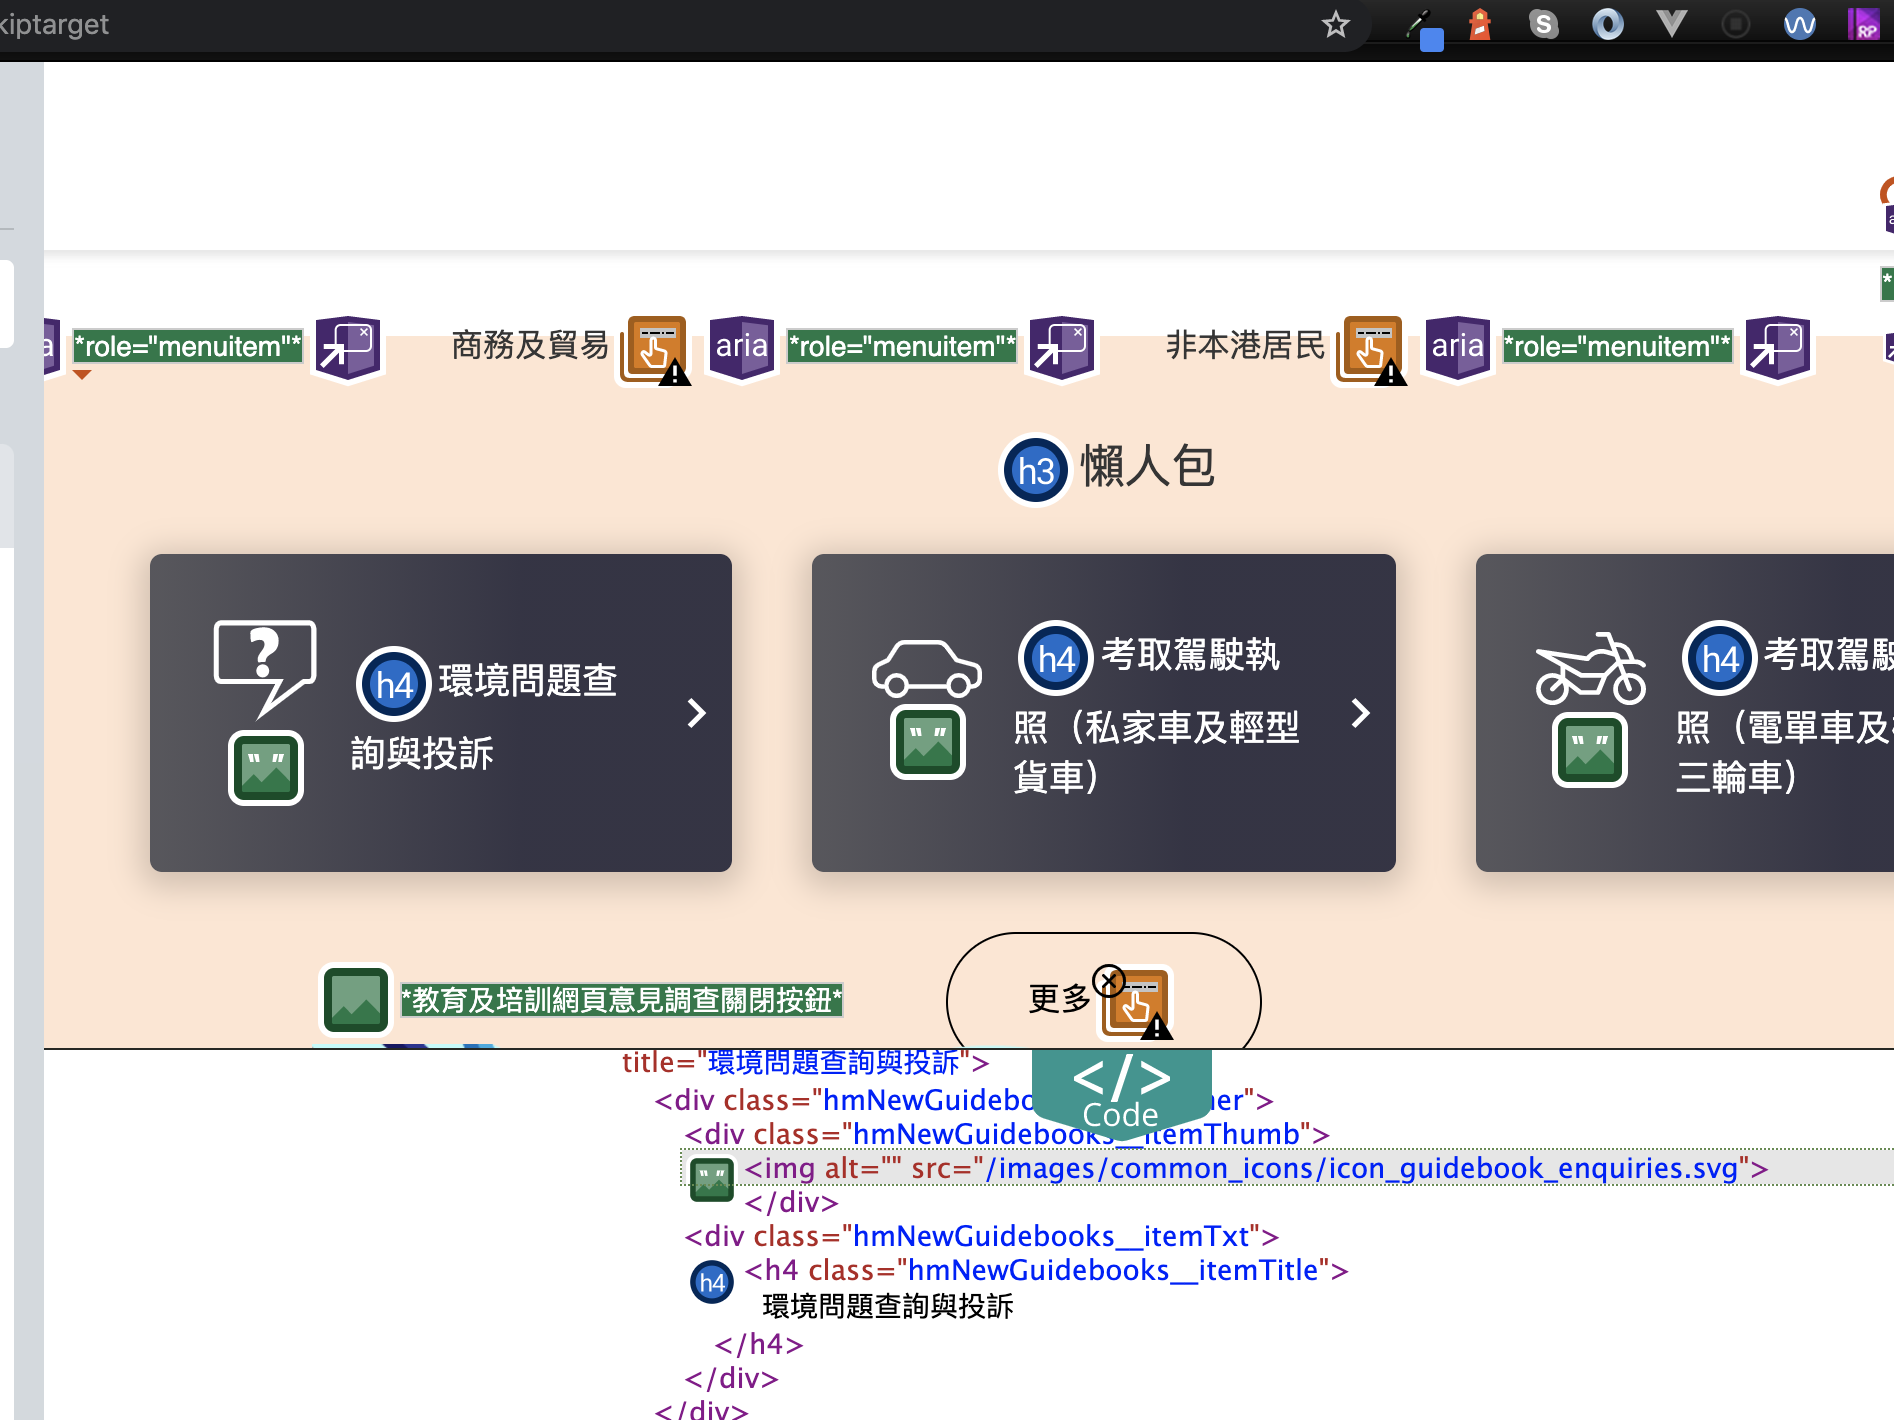 kiptarget
*role="menuitem"*
商務及貿易
aria
*role="menuitem"*
非本港居民
aria
*role="menuitem"*
h3 懶人包
h4 環境問題查
詢與投訴
h4 考取駕駛執
照（私家車及輕型
貨車）
h4 考取駕駛
照（電單車及
三輪車）
*教育及培訓網頁意見調查關閉按鈕*
更多
title="環境問題查詢與投訴">
</>
Code
<div class="hmNewGuidebo ner">
<div class="hmNewGuidebooks__itemThumb">
<img alt="" src="/images/common_icons/icon_guidebook_enquiries.svg">
</div>
<div class="hmNewGuidebooks__itemTxt">
h4 <h4 class="hmNewGuidebooks__itemTitle">
環境問題查詢與投訴
</h4>
</div>
</div>